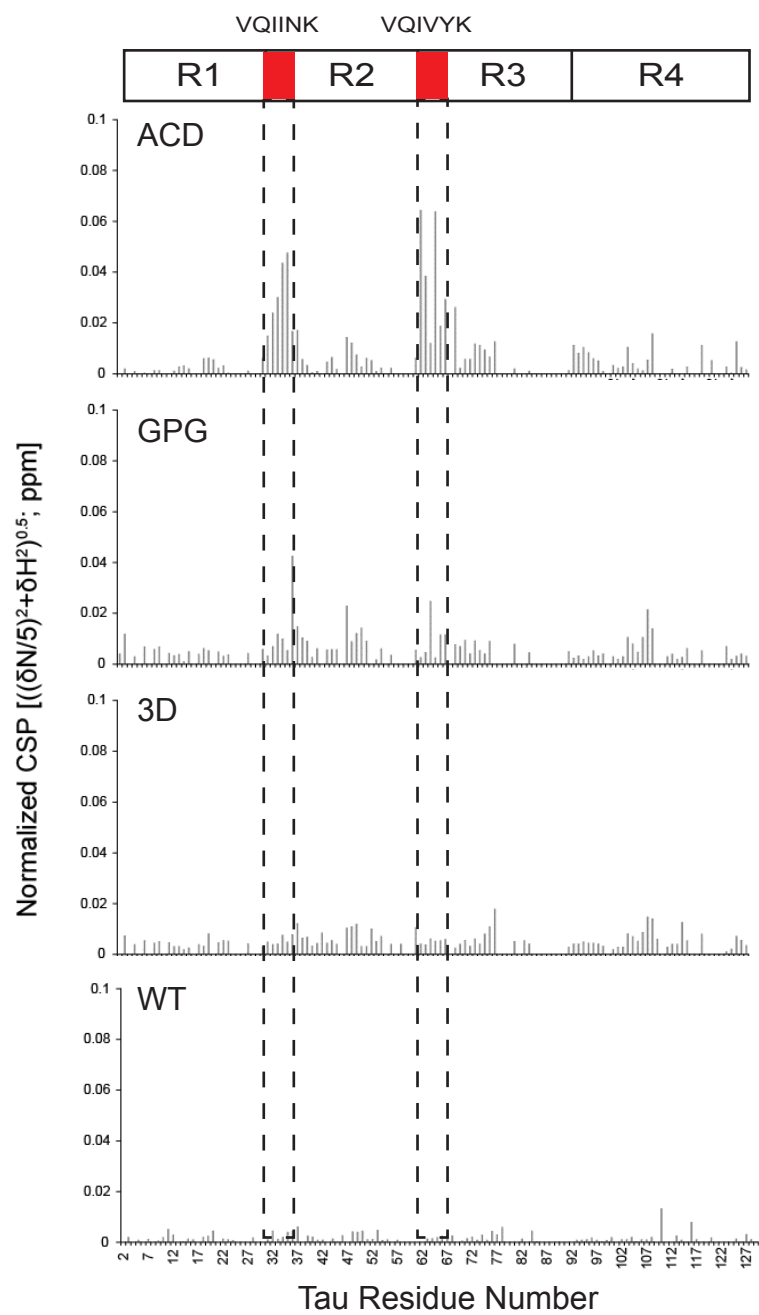 VQIINK VQIVYK
R1 R2 R3 R4
ACD
0.1
0.08
0.06
0.04
0.02
0
GPG
0.1
0.08
0.06
0.04
0.02
0
3D
0.1
0.08
0.06
0.04
0.02
0
WT
0.1
0.08
0.06
0.04
0.02
0
2 7 12 17 22 27 32 37 42 47 52 57 62 67 72 77 82 87 92 97 102 107 112 117 122 127
Tau Residue Number
Normalized CSP [((δN/5)²+δH²)⁰·⁵; ppm]